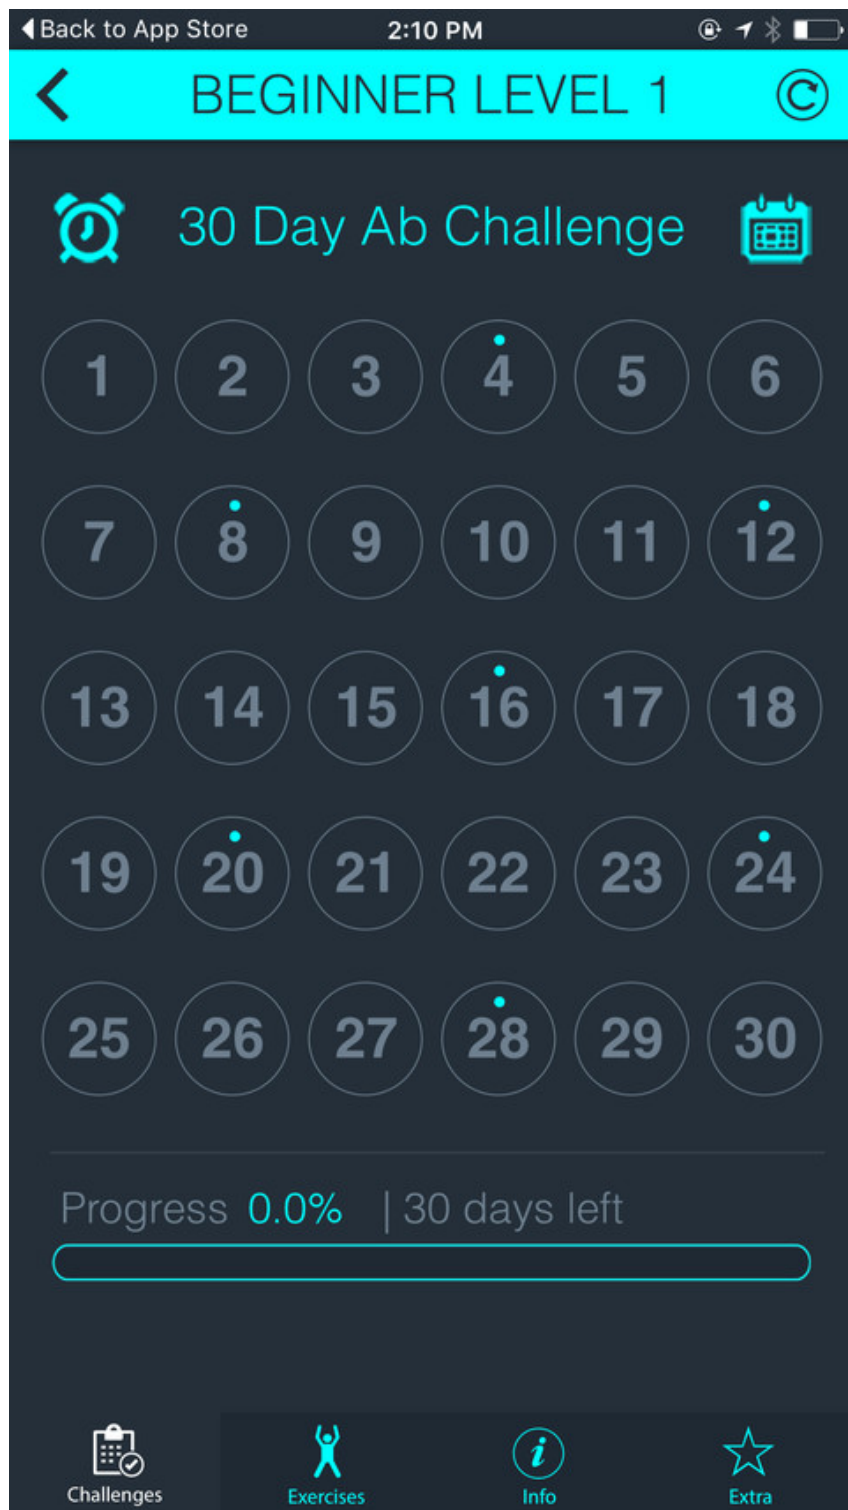 Back to App Store 2:10 PM
BEGINNER LEVEL 1
30 Day Ab Challenge
1 2 3 4 5 6
7 8 9 10 11 12
13 14 15 16 17 18
19 20 21 22 23 24
25 26 27 28 29 30
Progress 0.0% | 30 days left
Challenges Exercises Info Extra